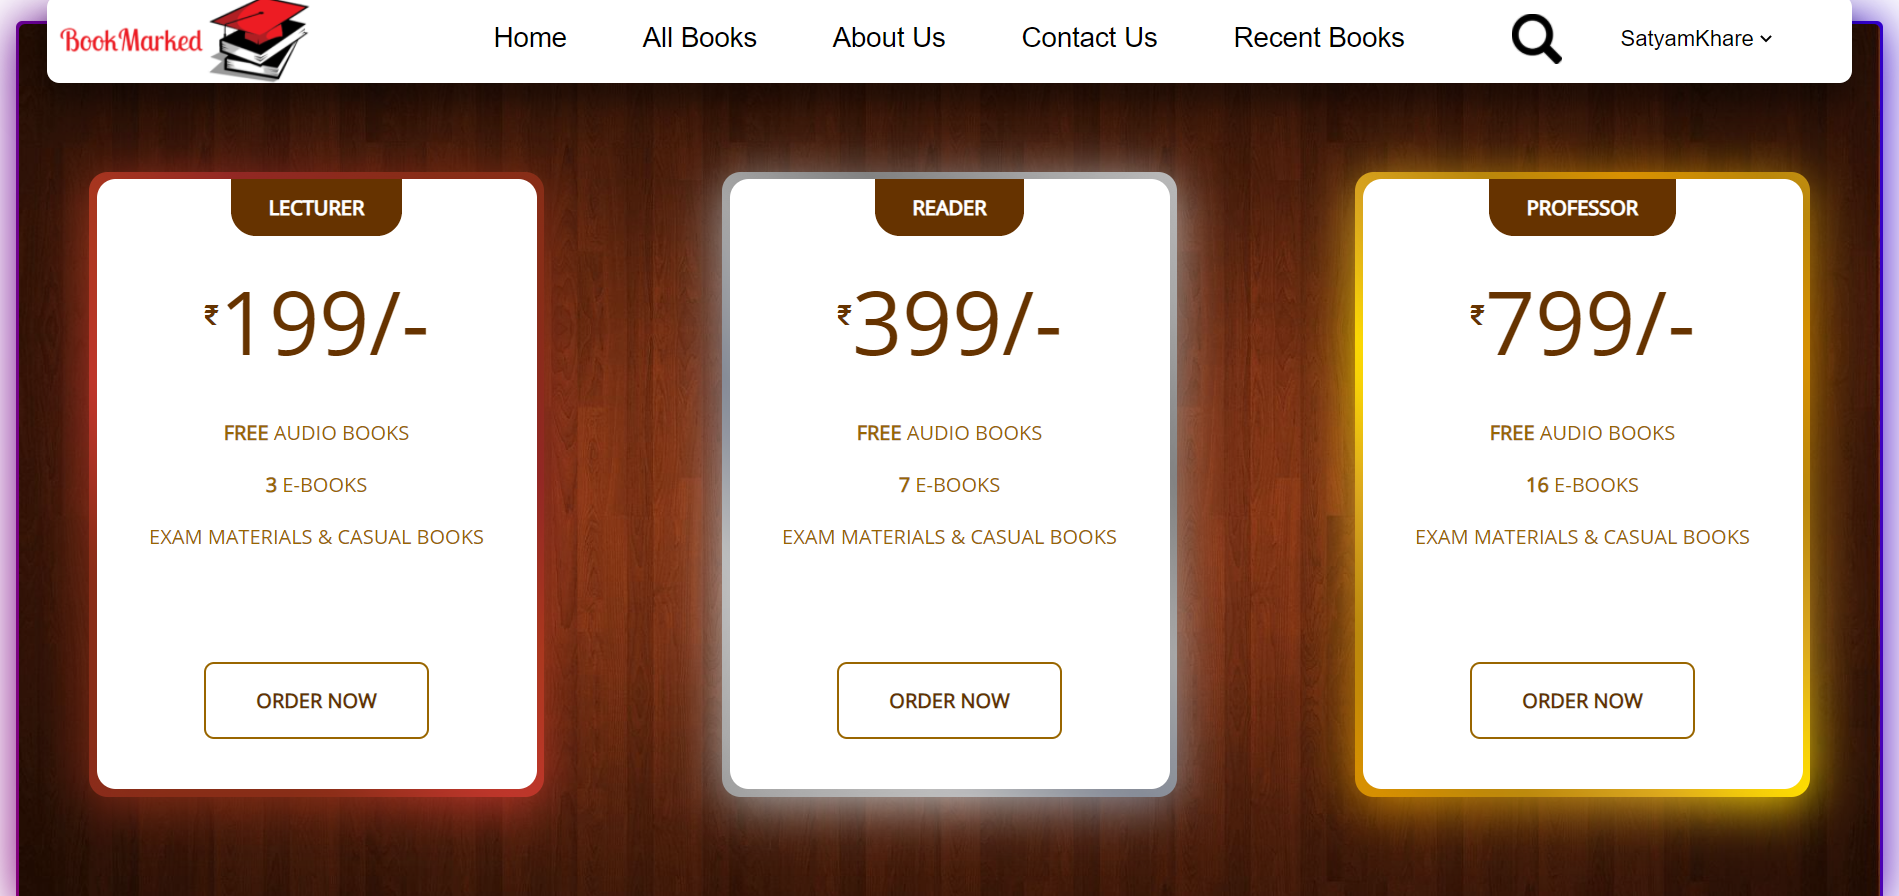 BookMarked
Home All Books About Us Contact Us Recent Books SatyamKhare
LECTURER
₹199/-
FREE AUDIO BOOKS
3 E-BOOKS
EXAM MATERIALS & CASUAL BOOKS
ORDER NOW
READER
₹399/-
FREE AUDIO BOOKS
7 E-BOOKS
EXAM MATERIALS & CASUAL BOOKS
ORDER NOW
PROFESSOR
₹799/-
FREE AUDIO BOOKS
16 E-BOOKS
EXAM MATERIALS & CASUAL BOOKS
ORDER NOW